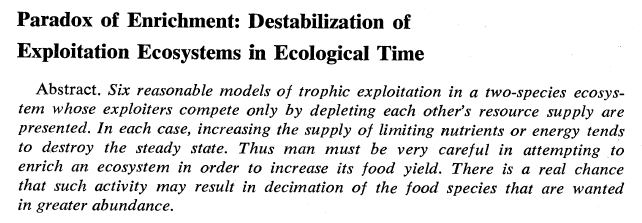 Paradox of Enrichment: Destabilization of
Exploitation Ecosystems in Ecological Time
Abstract. Six reasonable models of trophic exploitation in a two-species ecosys-
tem whose exploiters compete only by depleting each other's resource supply are
presented. In each case, increasing the supply of limiting nutrients or energy tends
to destroy the steady state. Thus man must be very careful in attempting to
enrich an ecosystem in order to increase its food yield. There is a real chance
that such activity may result in decimation of the food species that are wanted
in greater abundance.